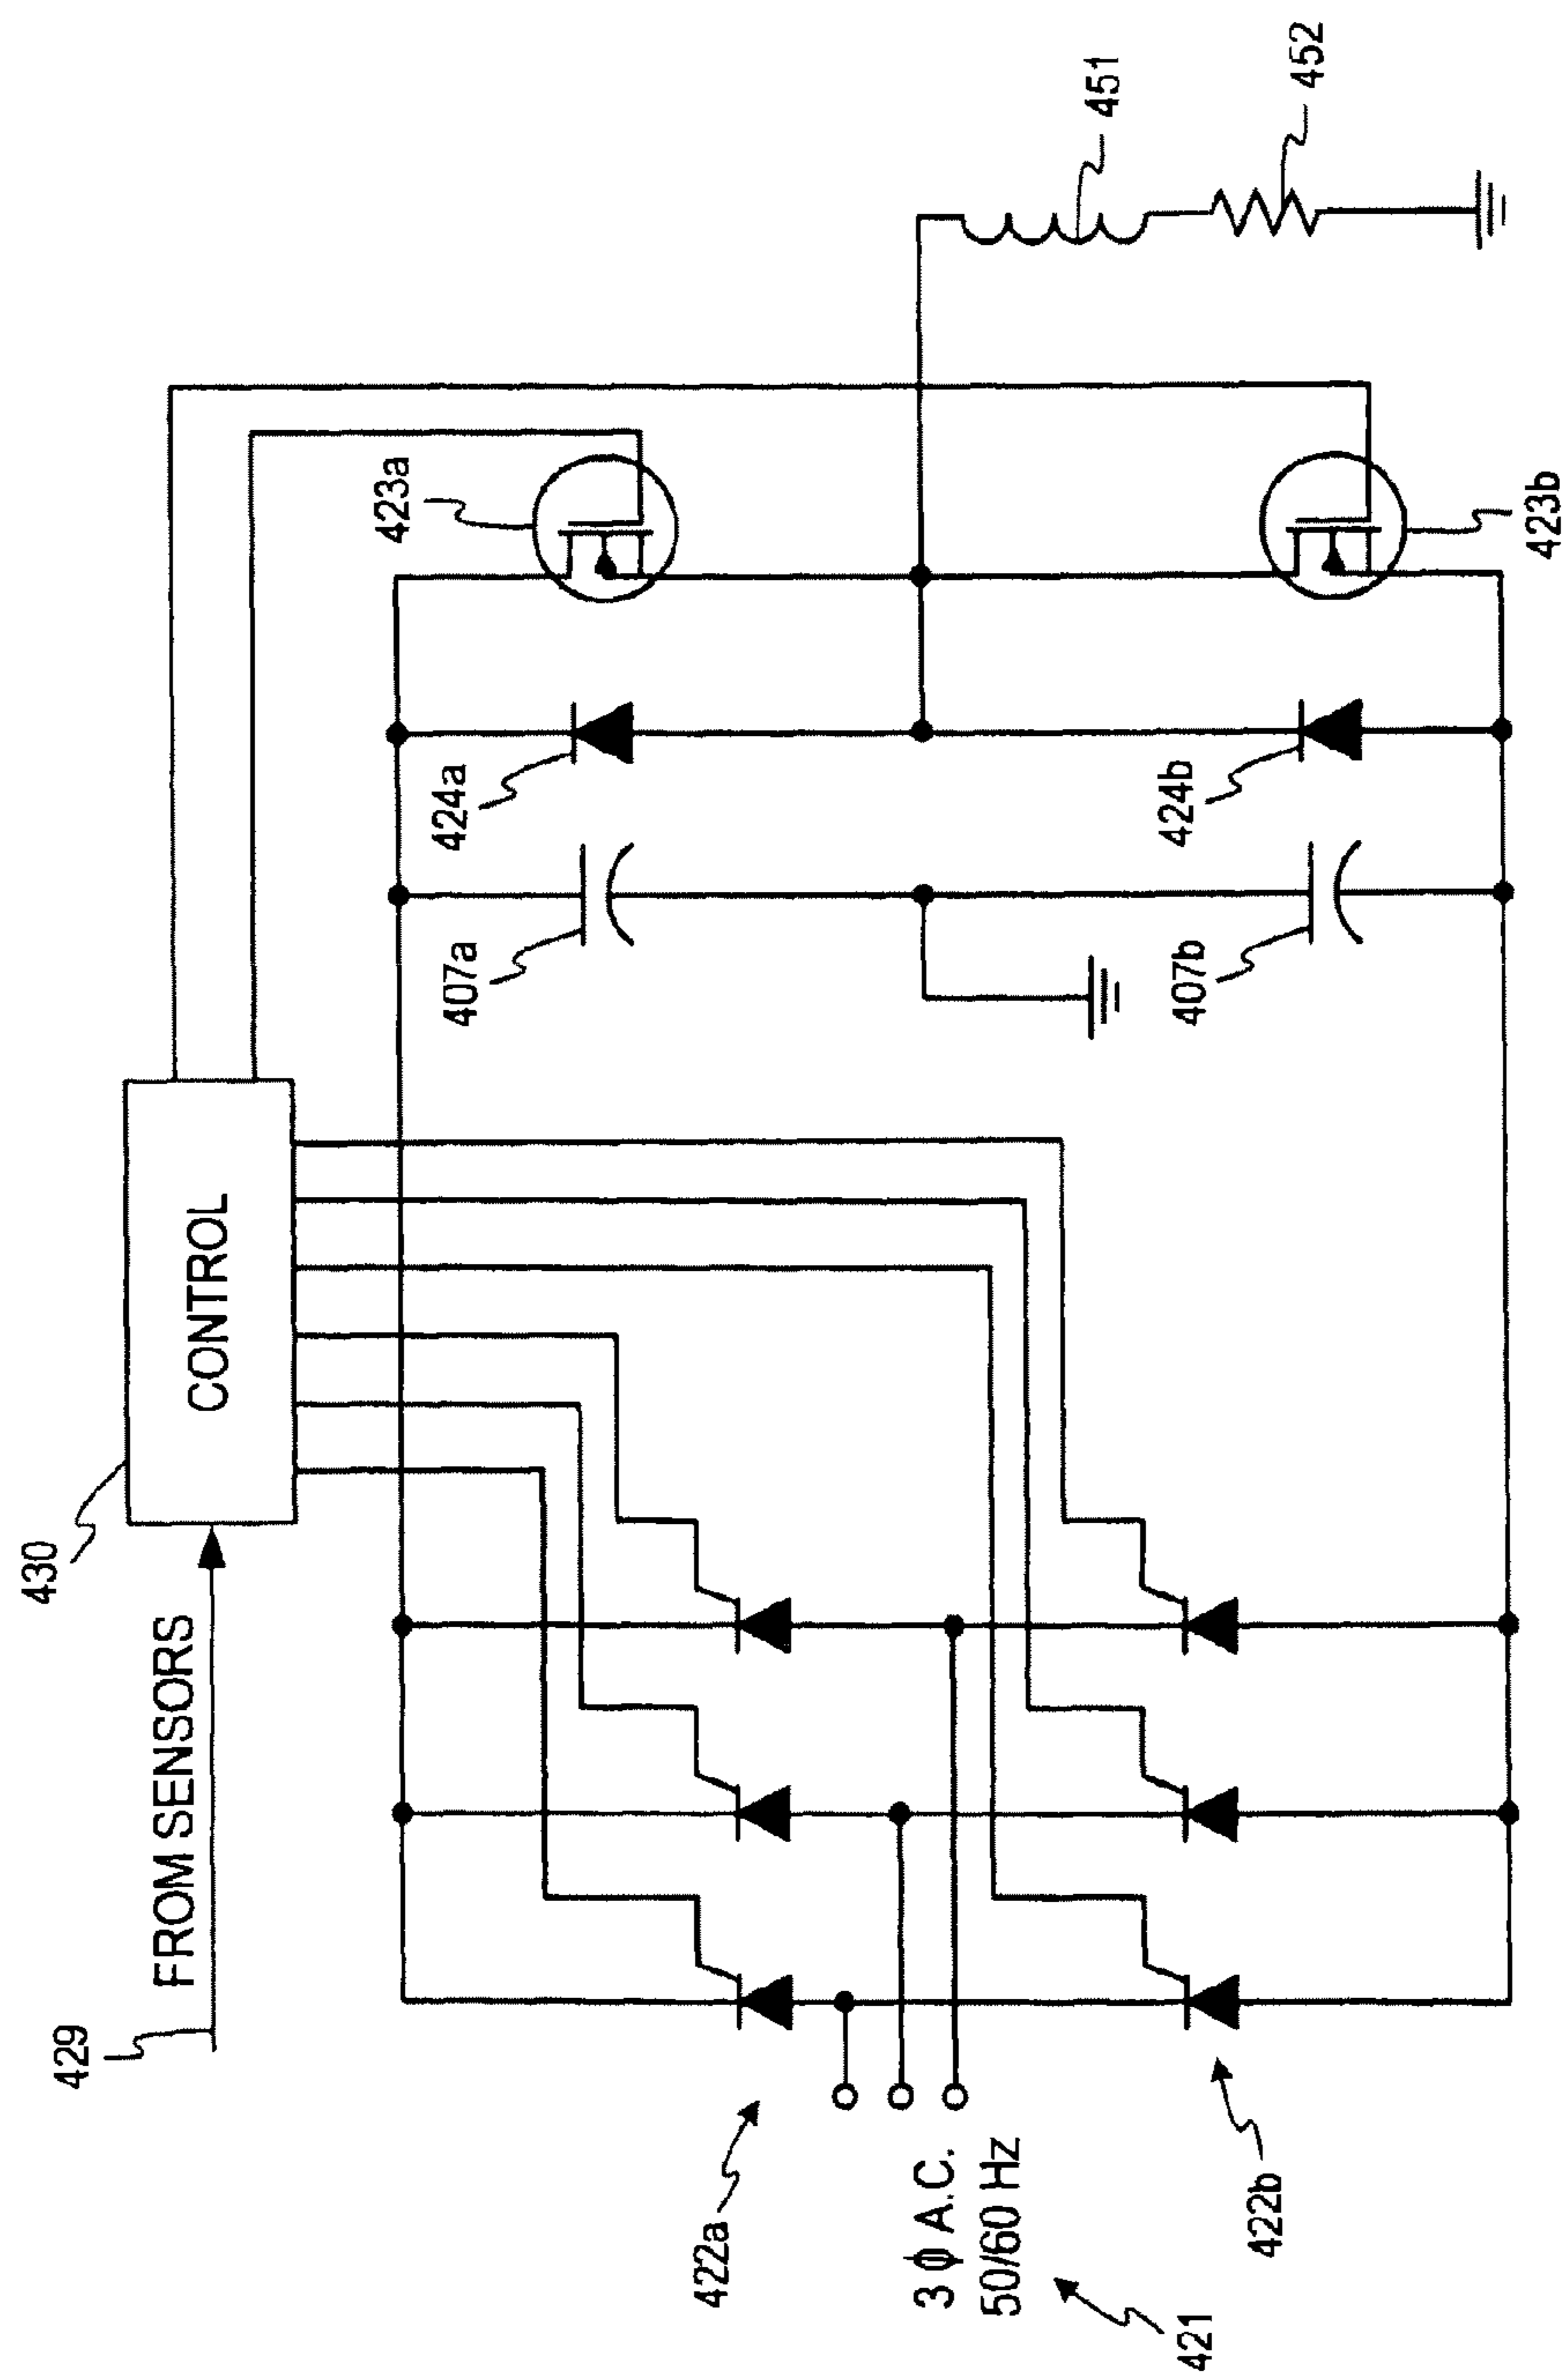 429
FROM SENSORS
430
CONTROL
423a
424a
407a
451
452
422a
3 ϕ A.C.
50/60 Hz
421
422b
407b
424b
423b